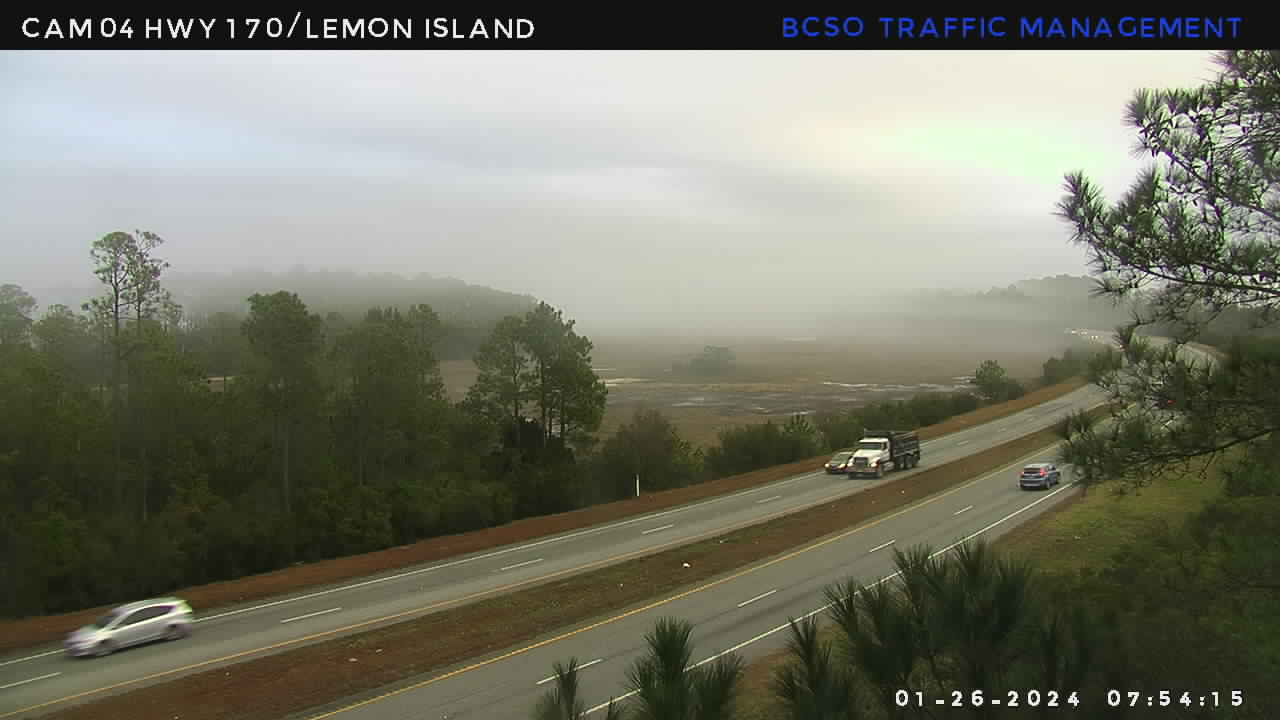 CAM04 HWY 170/LEMON ISLAND
BCSO TRAFFIC MANAGEMENT
01-26-2024 07:54:15